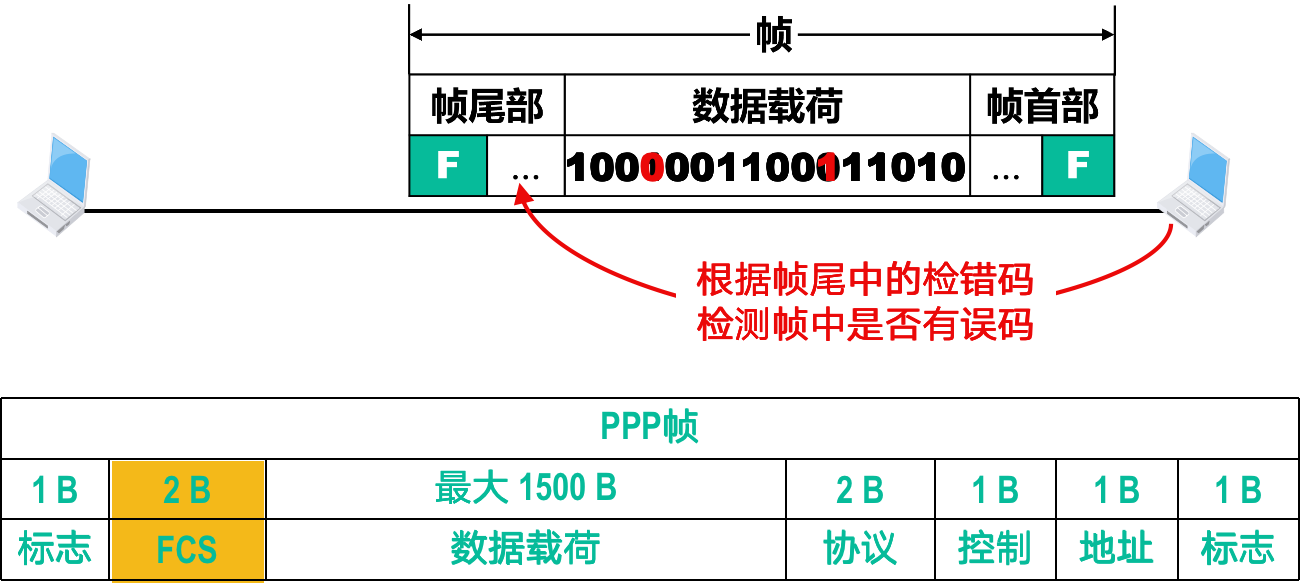 帧
帧尾部 数据载荷 帧首部
F ... 1000001100111010 ... F
根据帧尾中的检错码
检测帧中是否有误码
PPP帧
1 B 2 B 最大 1500 B 2 B 1 B 1 B 1 B
标志 FCS 数据载荷 协议 控制 地址 标志